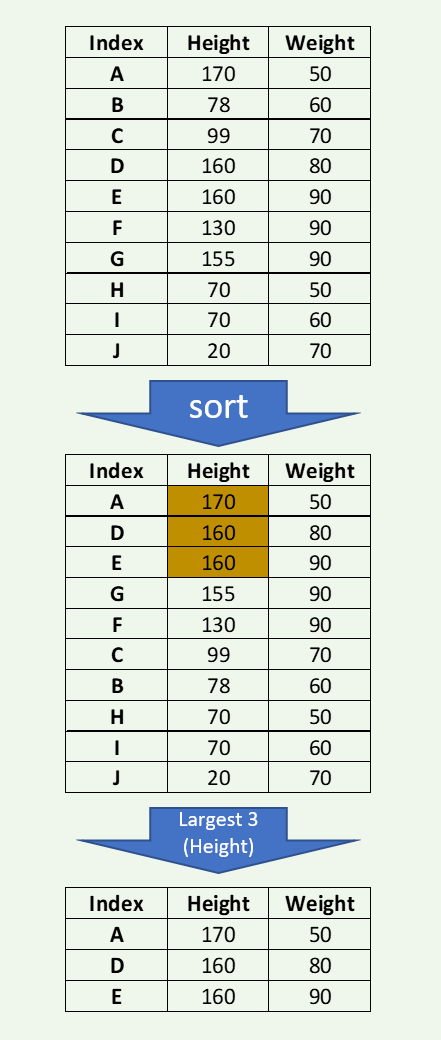 Index Height Weight
A 170 50
B 78 60
C 99 70
D 160 80
E 160 90
F 130 90
G 155 90
H 70 50
I 70 60
J 20 70
sort
Index Height Weight
A 170 50
D 160 80
E 160 90
G 155 90
F 130 90
C 99 70
B 78 60
H 70 50
I 70 60
J 20 70
Largest 3
(Height)
Index Height Weight
A 170 50
D 160 80
E 160 90